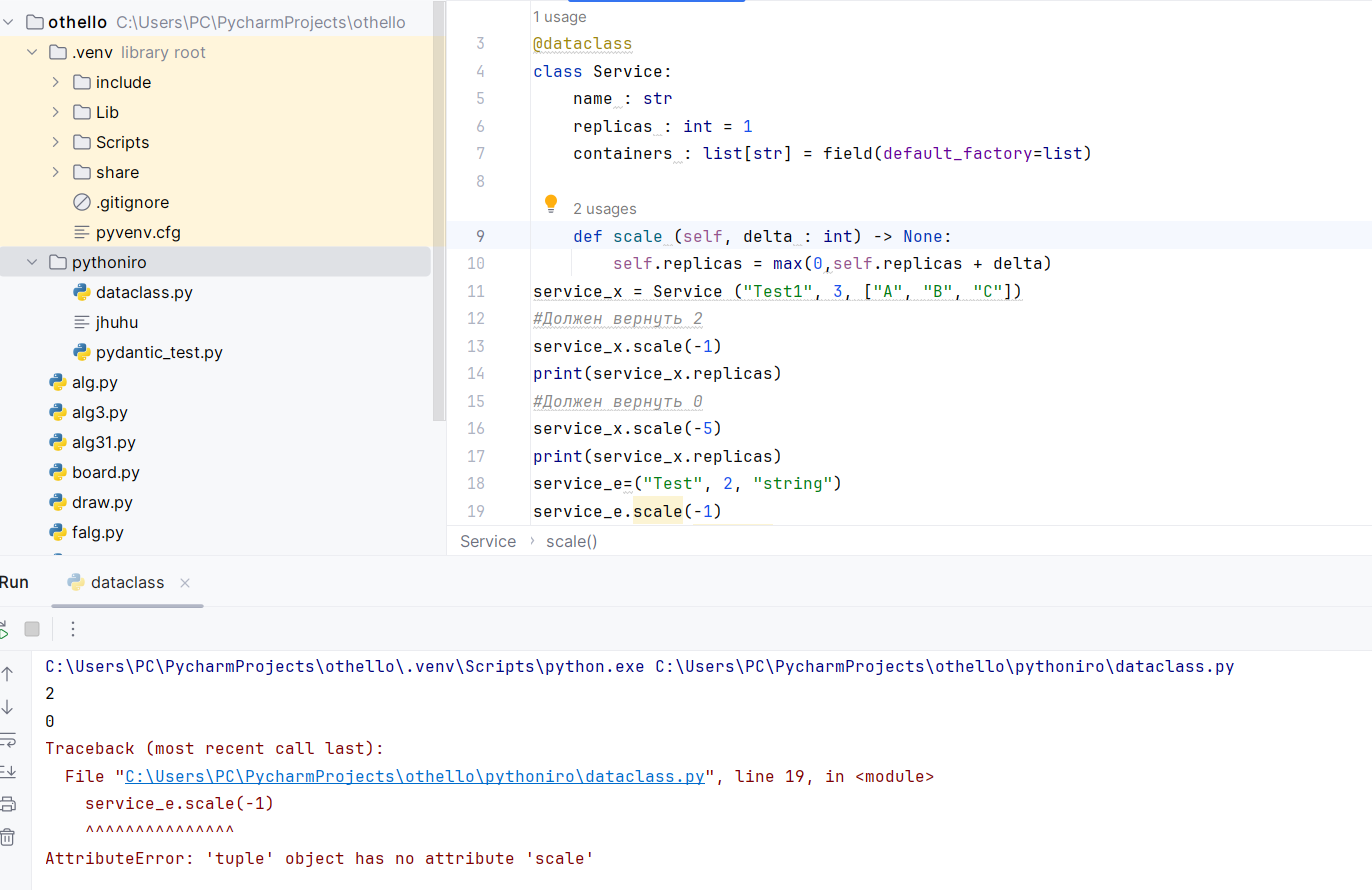 othello C:\Users\PC\PycharmProjects\othello
.venv library root
include
Lib
Scripts
share
.gitignore
pyvenv.cfg
pythoniro
dataclass.py
jhuhu
pydantic_test.py
alg.py
alg3.py
alg31.py
board.py
draw.py
falg.py
1 usage
3 @dataclass
4 class Service:
5 name : str
6 replicas : int = 1
7 containers : list[str] = field(default_factory=list)
8
2 usages
9 def scale (self, delta : int) -> None:
10 self.replicas = max(0,self.replicas + delta)
11 service_x = Service ("Test1", 3, ["A", "B", "C"])
12 #Должен вернуть 2
13 service_x.scale(-1)
14 print(service_x.replicas)
15 #Должен вернуть 0
16 service_x.scale(-5)
17 print(service_x.replicas)
18 service_e=("Test", 2, "string")
19 service_e.scale(-1)
Service › scale()
Run dataclass ×
C:\Users\PC\PycharmProjects\othello\.venv\Scripts\python.exe C:\Users\PC\PycharmProjects\othello\pythoniro\dataclass.py
2
0
Traceback (most recent call last):
File "C:\Users\PC\PycharmProjects\othello\pythoniro\dataclass.py", line 19, in <module>
service_e.scale(-1)
^^^^^^^^^^^^^^^
AttributeError: 'tuple' object has no attribute 'scale'